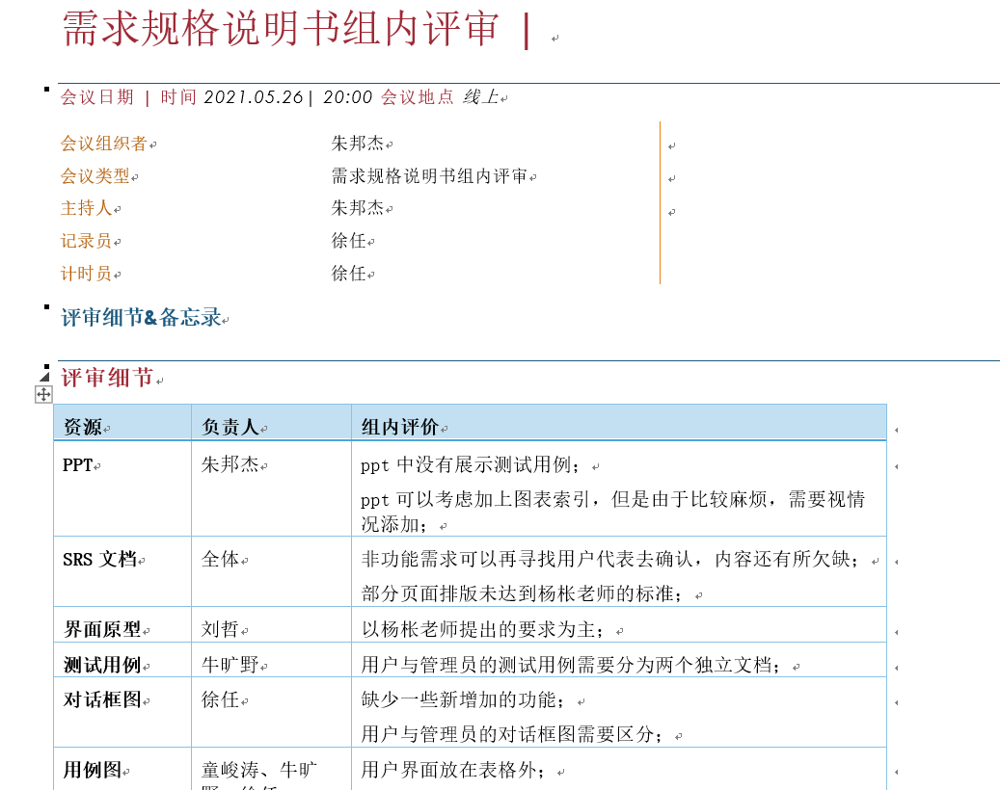 需求规格说明书组内评审 |
会议日期 | 时间 2021.05.26| 20:00 会议地点 线上
会议组织者 朱邦杰
会议类型 需求规格说明书组内评审
主持人 朱邦杰
记录员 徐任
计时员 徐任
评审细节&备忘录
评审细节
资源 负责人 组内评价
PPT 朱邦杰 ppt 中没有展示测试用例；
ppt 可以考虑加上图表索引，但是由于比较麻烦，需要视情
况添加；
SRS 文档 全体 非功能需求可以再寻找用户代表去确认，内容还有所欠缺；
部分页面排版未达到杨枨老师的标准；
界面原型 刘哲 以杨枨老师提出的要求为主；
测试用例 牛旷野 用户与管理员的测试用例需要分为两个独立文档；
对话框图 徐任 缺少一些新增加的功能；
用户与管理员的对话框图需要区分；
用例图 童峻涛、牛旷 用户界面放在表格外；